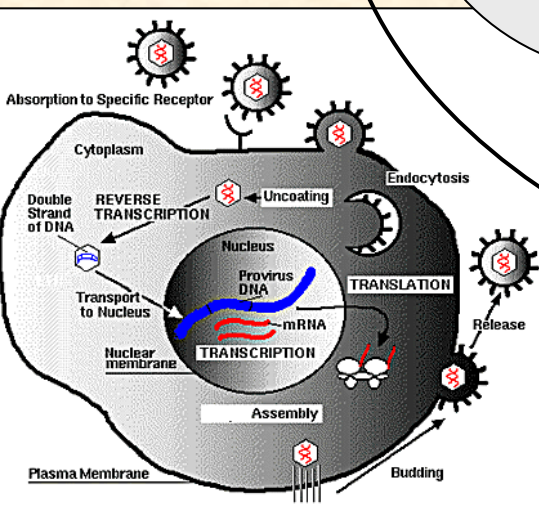 Absorption to Specific Receptor
Cytoplasm
Endocytosis
Double
Strand
of DNA
REVERSE
TRANSCRIPTION
Uncoating
Nucleus
Provirus
DNA
TRANSLATION
Transport
to Nucleus
mRNA
Release
Nuclear
membrane
TRANSCRIPTION
Assembly
Plasma Membrane
Budding